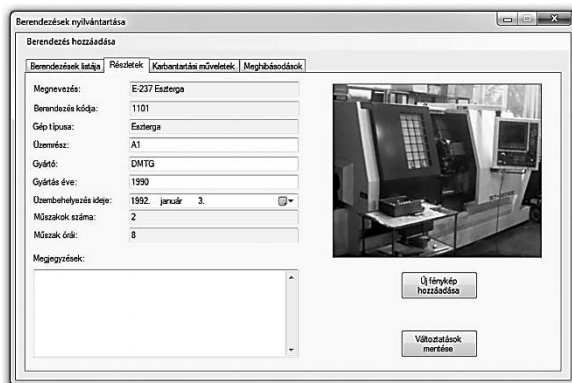 Berendezések nyilvántartása
Berendezés hozzáadása
Berendezések listája Részletek Karbantartási műveletek Meghibásodások
Megnevezés: E-237 Eszterga
Berendezés kódja: 1101
Gép típusa: Eszterga
Üzemrész: A1
Gyártó: DMTG
Gyártás éve: 1990
Üzembehelyezés ideje: 1992. január 3.
Műszakok száma: 2
Műszak órái: 8
Megjegyzések:
Új fénykép
hozzáadása
Változtatások
mentése